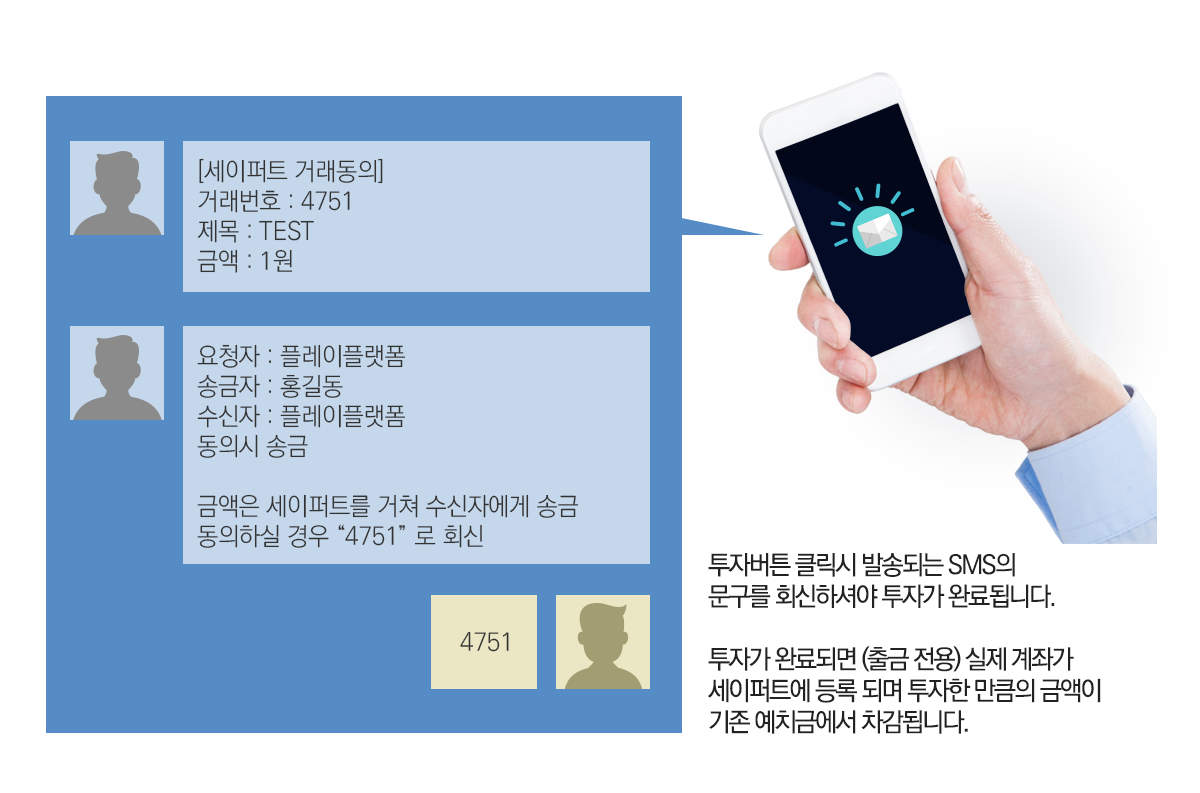 [세이퍼트 거래동의]
거래번호 : 4751
제목 : TEST
금액 : 1원
요청자 : 플레이플랫폼
송금자 : 홍길동
수신자 : 플레이플랫폼
동의시 송금
금액은 세이퍼트를 거쳐 수신자에게 송금
동의하실 경우 “4751” 로 회신
4751
투자버튼 클릭시 발송되는 SMS의
문구를 회신하셔야 투자가 완료됩니다.
투자가 완료되면 (출금 전용) 실제 계좌가
세이퍼트에 등록 되며 투자한 만큼의 금액이
기존 예치금에서 차감됩니다.